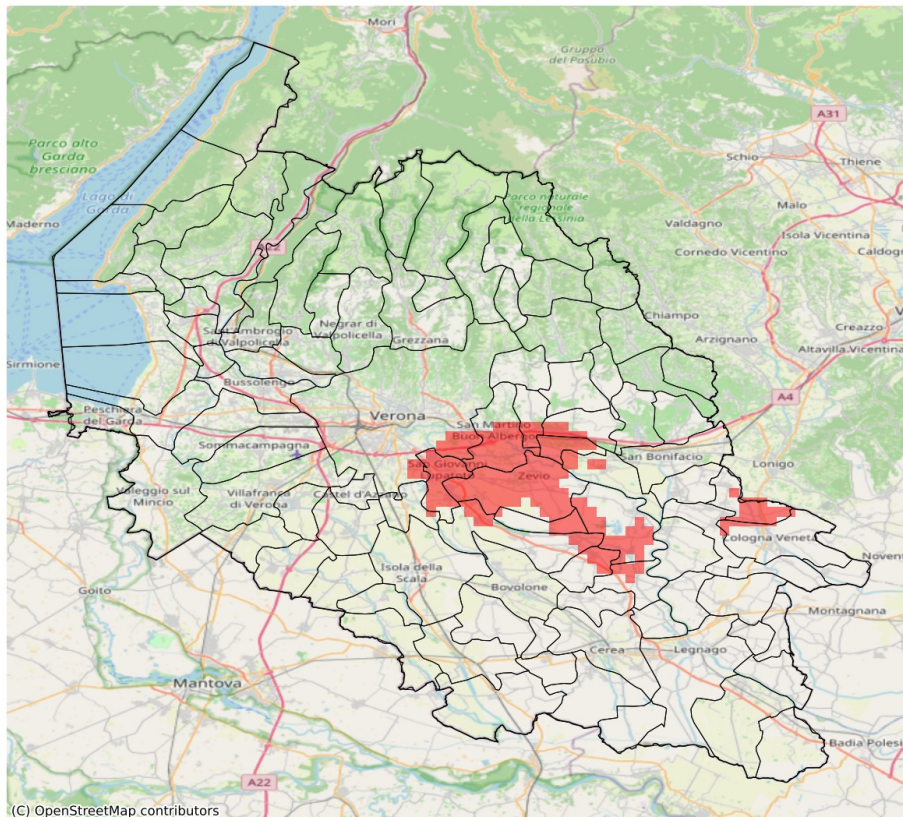 Mori
Gruppo
del Pasubio
A31
Parco alto
Garda
bresciano
Schio
Thiene
Lago di
Garda
Malo
Parco naturale
regionale
della Lessinia
Maderno
Valdagno
Isola Vicentina
A22
Cornedo Vicentino
Caldogn
Chiampo
Sant'Ambrogio
di Valpolicella
Negrar di
Valpolicella
Grezzana
Arzignano
Creazzo
Altavilla Vicentina
Sirmione
Bussolengo
A4
Peschiera
del Garda
Verona
San Martino
Buon Albergo
Sommacampagna
San Bonifacio
Lonigo
San Giovanni
Lupatoto
Zevio
Valeggio sul
Mincio
Villafranca
di Verona
Castel d'Azzano
Cologna Veneta
Novent
Isola della
Scala
Goito
Bovolone
Montagnana
Cerea
Legnago
Mantova
Badia Polesi
A22
(C) OpenStreetMap contributors